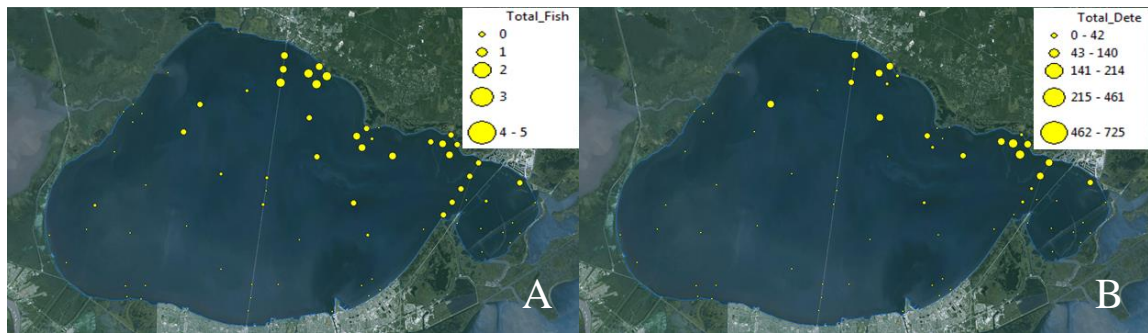 Total_Fish
0
1
2
3
4 - 5
A
Total_Dete
0 - 42
43 - 140
141 - 214
215 - 461
462 - 725
B